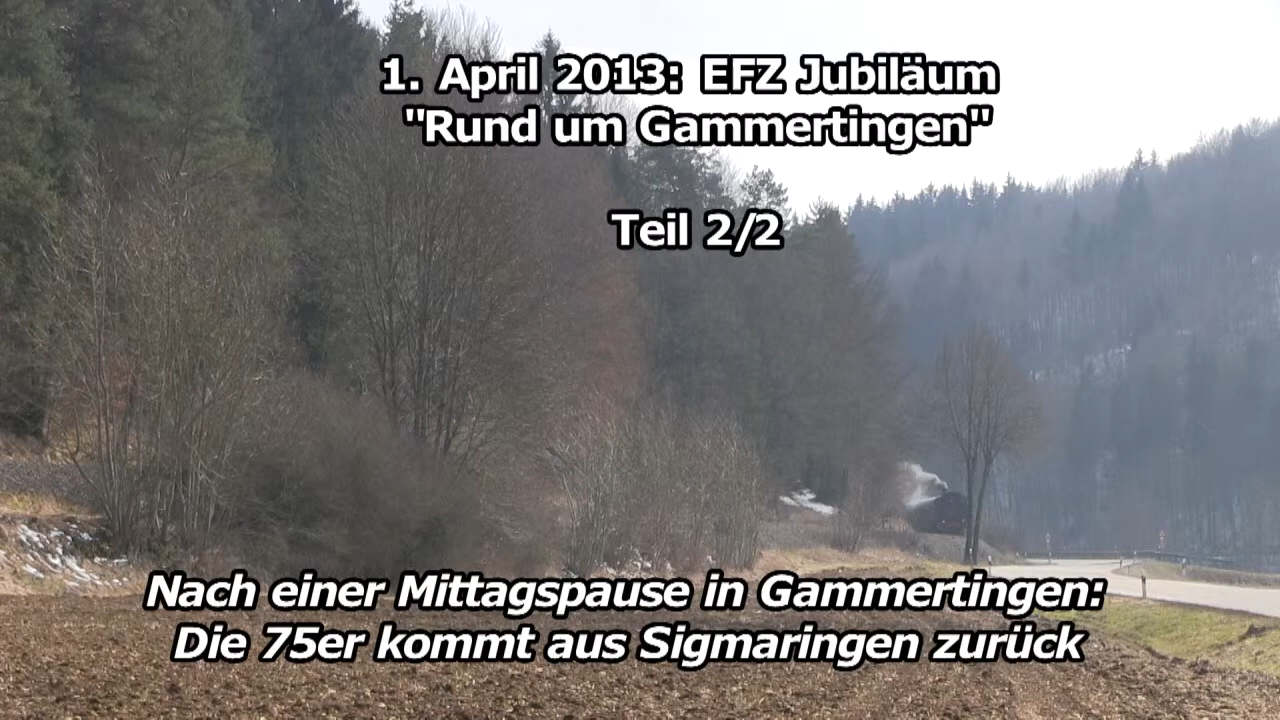 1. April 2013: EFZ Jubiläum
"Rund um Gammertingen"
Teil 2/2
Nach einer Mittagspause in Gammertingen:
Die 75er kommt aus Sigmaringen zurück